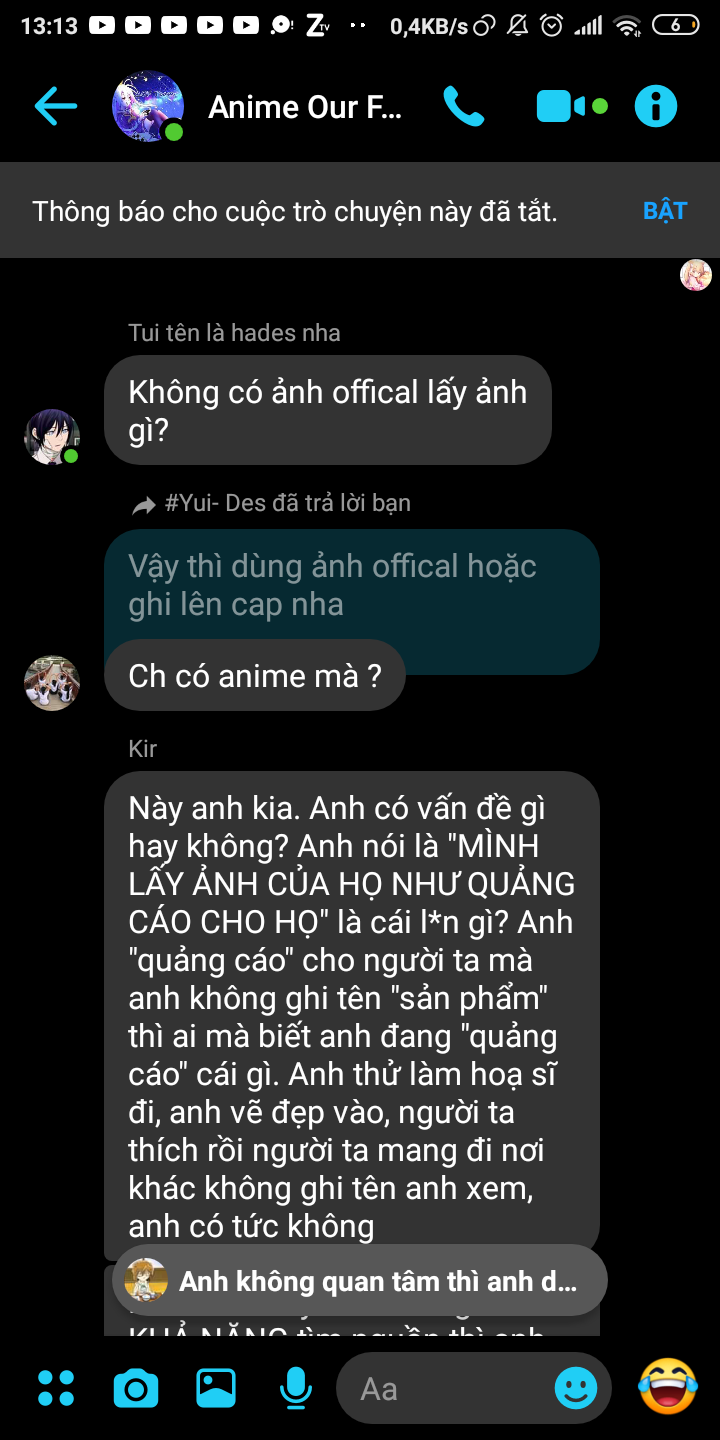 13:13
0,4KB/s
6
Anime Our F...
Thông báo cho cuộc trò chuyện này đã tắt.
BẬT
Tui tên là hades nha
Không có ảnh offical lấy ảnh
gì?
#Yui- Des đã trả lời bạn
Vậy thì dùng ảnh offical hoặc
ghi lên cap nha
Ch có anime mà ?
Kir
Này anh kia. Anh có vấn đề gì
hay không? Anh nói là "MÌNH
LẤY ẢNH CỦA HỌ NHƯ QUẢNG
CÁO CHO HỌ" là cái l*n gì? Anh
"quảng cáo" cho người ta mà
anh không ghi tên "sản phẩm"
thì ai mà biết anh đang "quảng
cáo" cái gì. Anh thử làm hoạ sĩ
đi, anh vẽ đẹp vào, người ta
thích rồi người ta mang đi nơi
khác không ghi tên anh xem,
anh có tức không
Anh không quan tâm thì anh d...
KHẢ NĂNG tìm nguồn thì anh
Aa